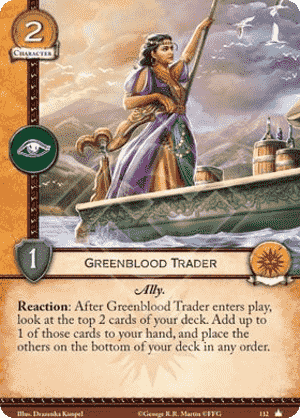 2
CHARACTER
1
GREENBLOOD TRADER
Ally.
Reaction: After Greenblood Trader enters play,
look at the top 2 cards of your deck. Add up to
1 of those cards to your hand, and place the
others on the bottom of your deck in any order.
Illus. Drazenka Kimpel ©George R.R. Martin ©FFG 112